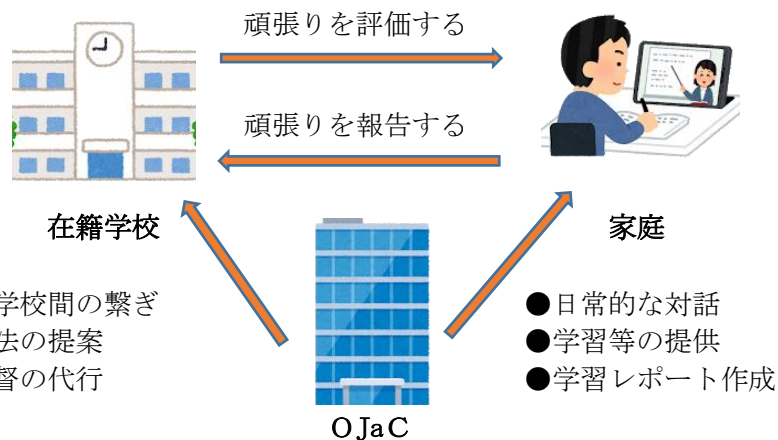 頑張りを評価する
頑張りを報告する
在籍学校
家庭
学校間の繋ぎ
法の提案
督の代行
●日常的な対話
●学習等の提供
●学習レポート作成
OJaC